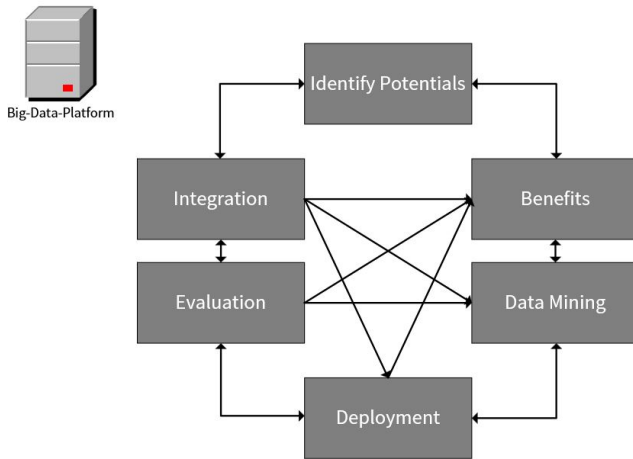 Big-Data-Platform
Identify Potentials
Integration
Benefits
Evaluation
Data Mining
Deployment